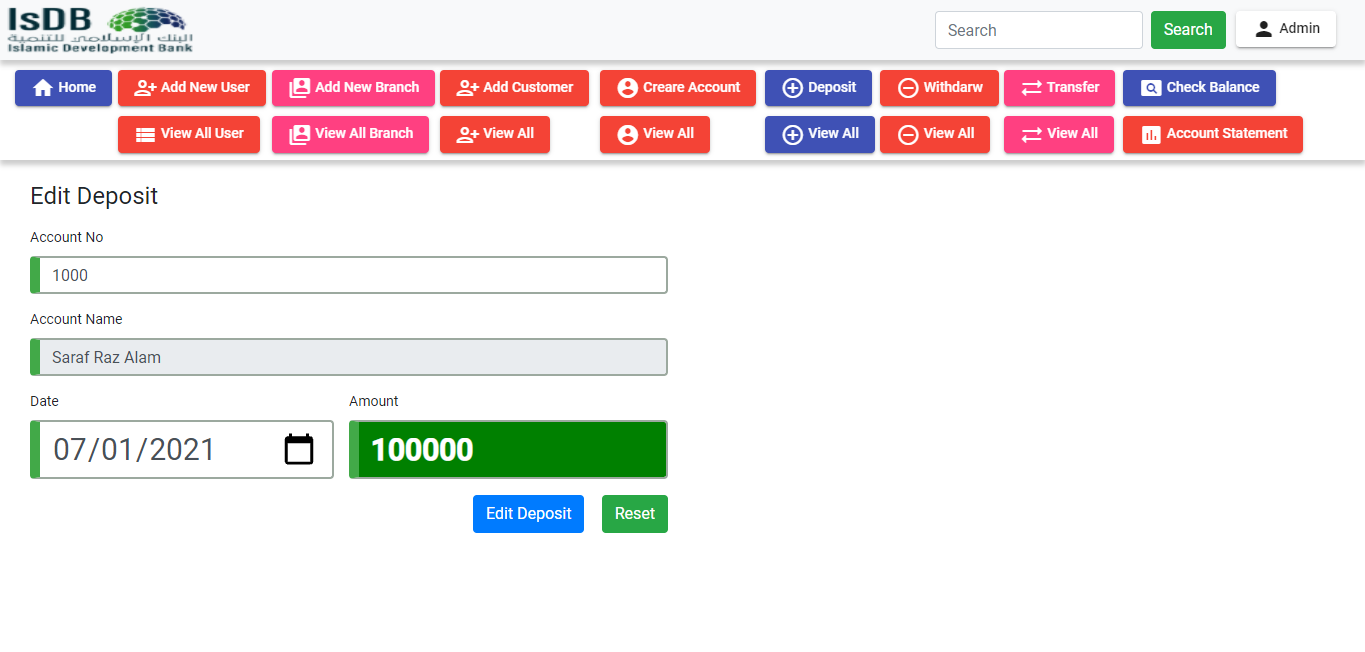 IsDB
البنك الإسلامي للتنمية
Islamic Development Bank
Search Search Admin
Home Add New User Add New Branch Add Customer Creare Account Deposit Withdarw Transfer Check Balance
View All User View All Branch View All View All View All View All View All Account Statement
Edit Deposit
Account No
1000
Account Name
Saraf Raz Alam
Date Amount
07/01/2021 100000
Edit Deposit Reset